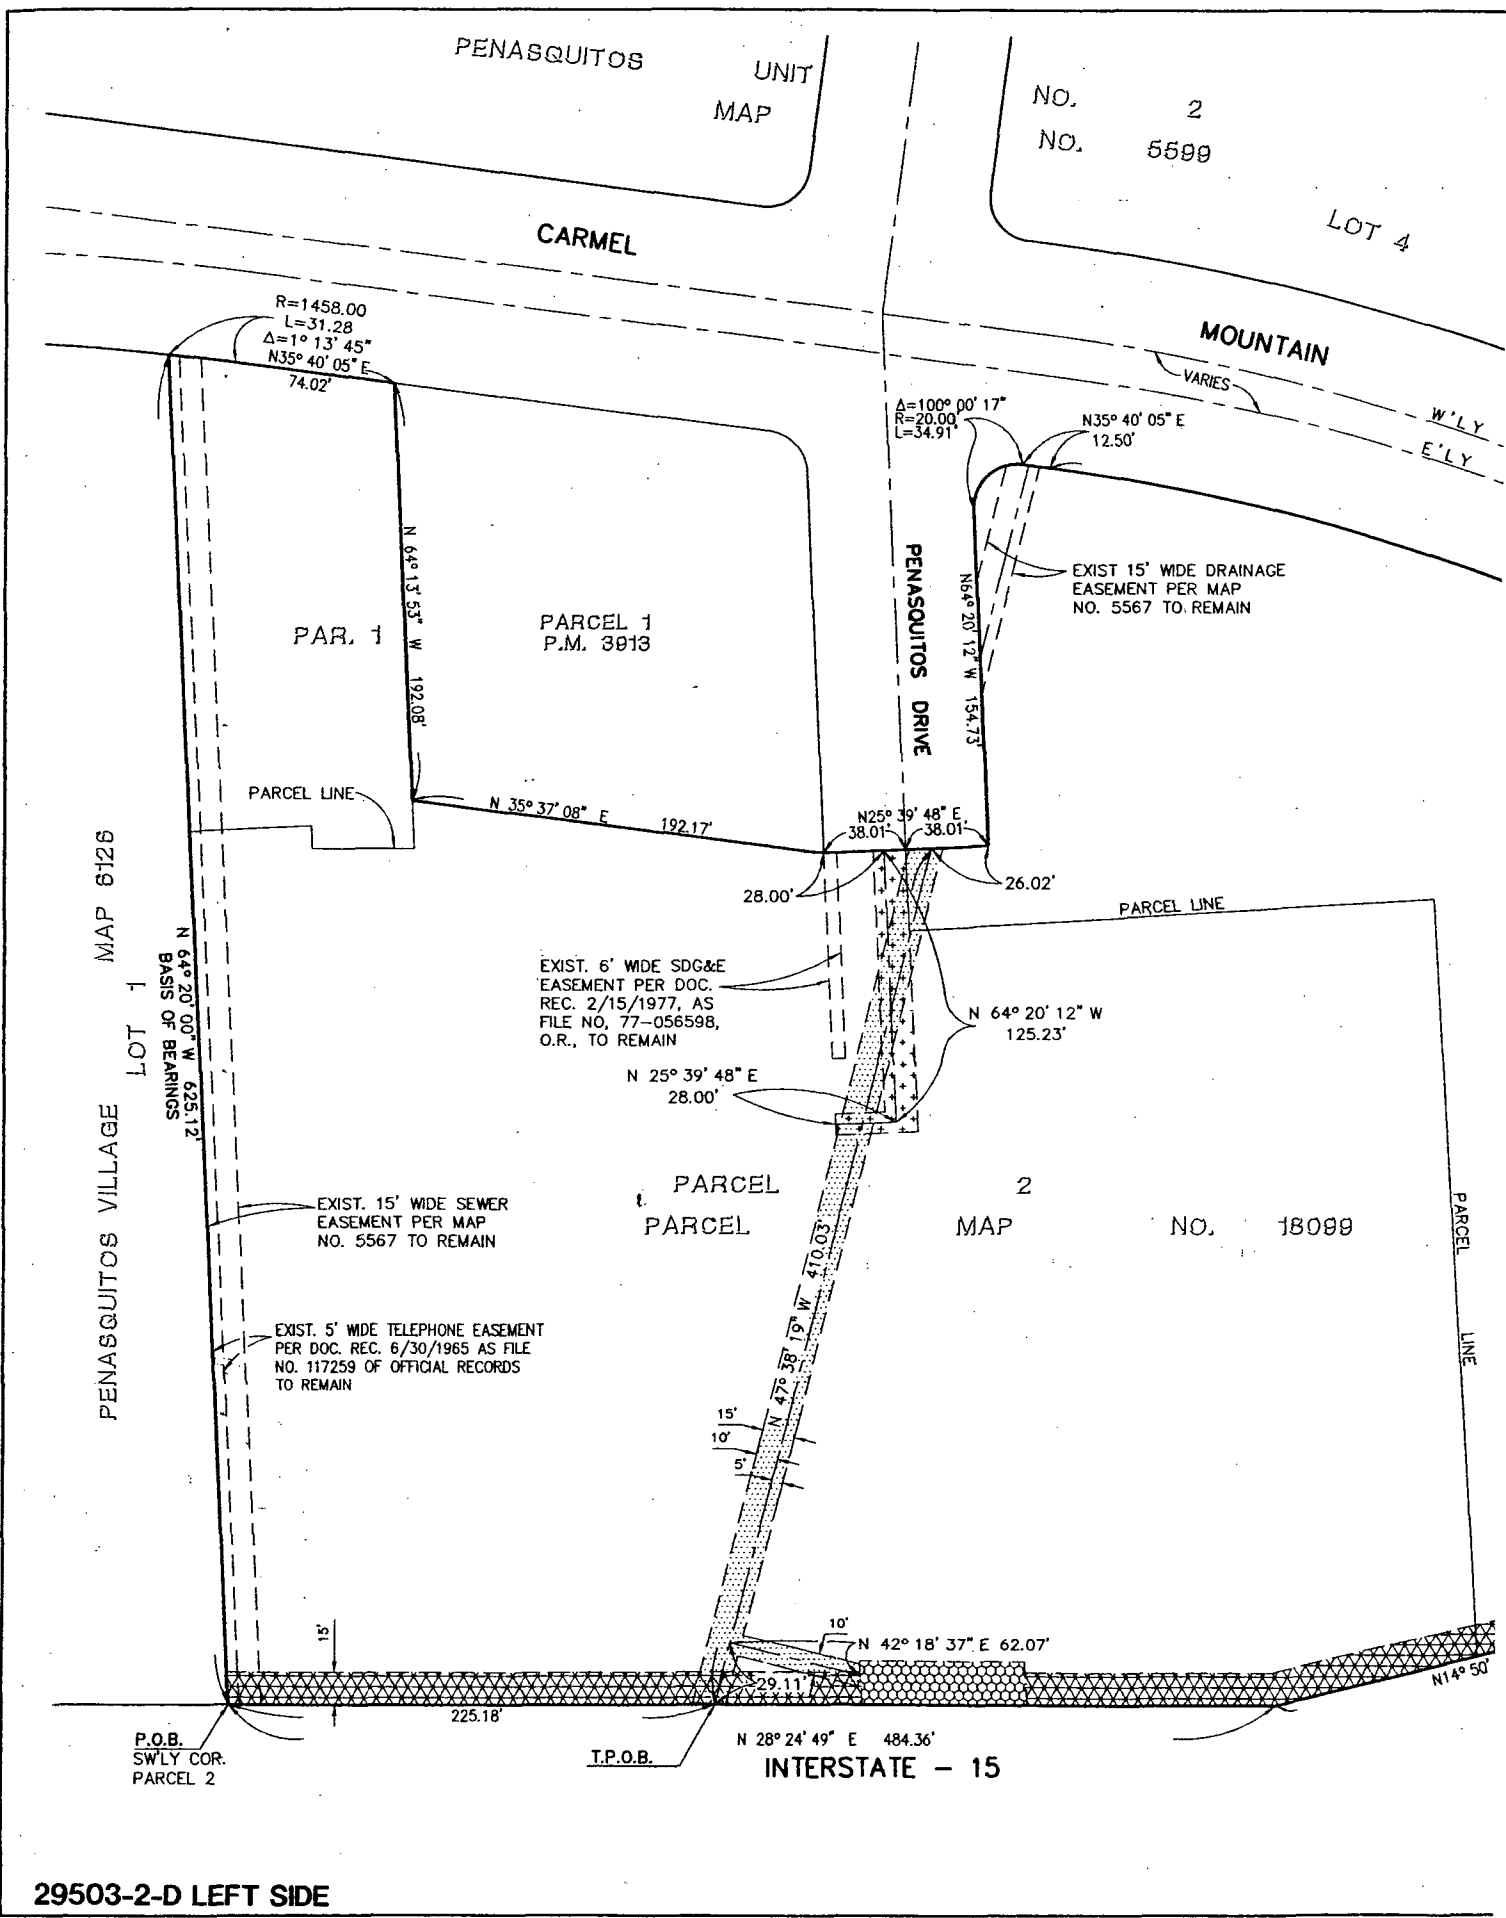 PENASQUITOS UNIT
MAP
NO. 2
NO. 5599
LOT 4
CARMEL
MOUNTAIN
VARIES
W'LY
E'LY
R=1458.00
L=31.28
Δ=1° 13' 45"
N35° 40' 05" E
74.02'
Δ=100° 00' 17"
R=20.00'
L=34.91'
N35° 40' 05" E
12.50'
EXIST 15' WIDE DRAINAGE
EASEMENT PER MAP
NO. 5567 TO REMAIN
N 64° 13' 53" W 192.08'
PAR. 1
PARCEL 1
P.M. 3913
PENASQUITOS DRIVE
N64° 20' 12" W 154.73'
PARCEL LINE
N 35° 37' 08" E 192.17'
N25° 39' 48" E
38.01' 38.01'
28.00'
26.02'
PARCEL LINE
MAP 6126
LOT 1
PENASQUITOS VILLAGE
N 64° 20' 00" W 625.12'
BASIS OF BEARINGS
EXIST. 6' WIDE SDG&E
EASEMENT PER DOC.
REC. 2/15/1977, AS
FILE NO. 77-056598,
O.R., TO REMAIN
N 64° 20' 12" W
125.23'
N 25° 39' 48" E
28.00'
PARCEL 2
PARCEL MAP NO. 18099
PARCEL LINE
EXIST. 15' WIDE SEWER
EASEMENT PER MAP
NO. 5567 TO REMAIN
EXIST. 5' WIDE TELEPHONE EASEMENT
PER DOC. REC. 6/30/1965 AS FILE
NO. 117259 OF OFFICIAL RECORDS
TO REMAIN
N 47° 38' 19" W 410.03'
15'
10'
5'
15'
10'
N 42° 18' 37" E 62.07'
29.11'
N14° 50'
225.18'
P.O.B.
SW'LY COR.
PARCEL 2
T.P.O.B.
N 28° 24' 49" E 484.36'
INTERSTATE - 15
29503-2-D LEFT SIDE